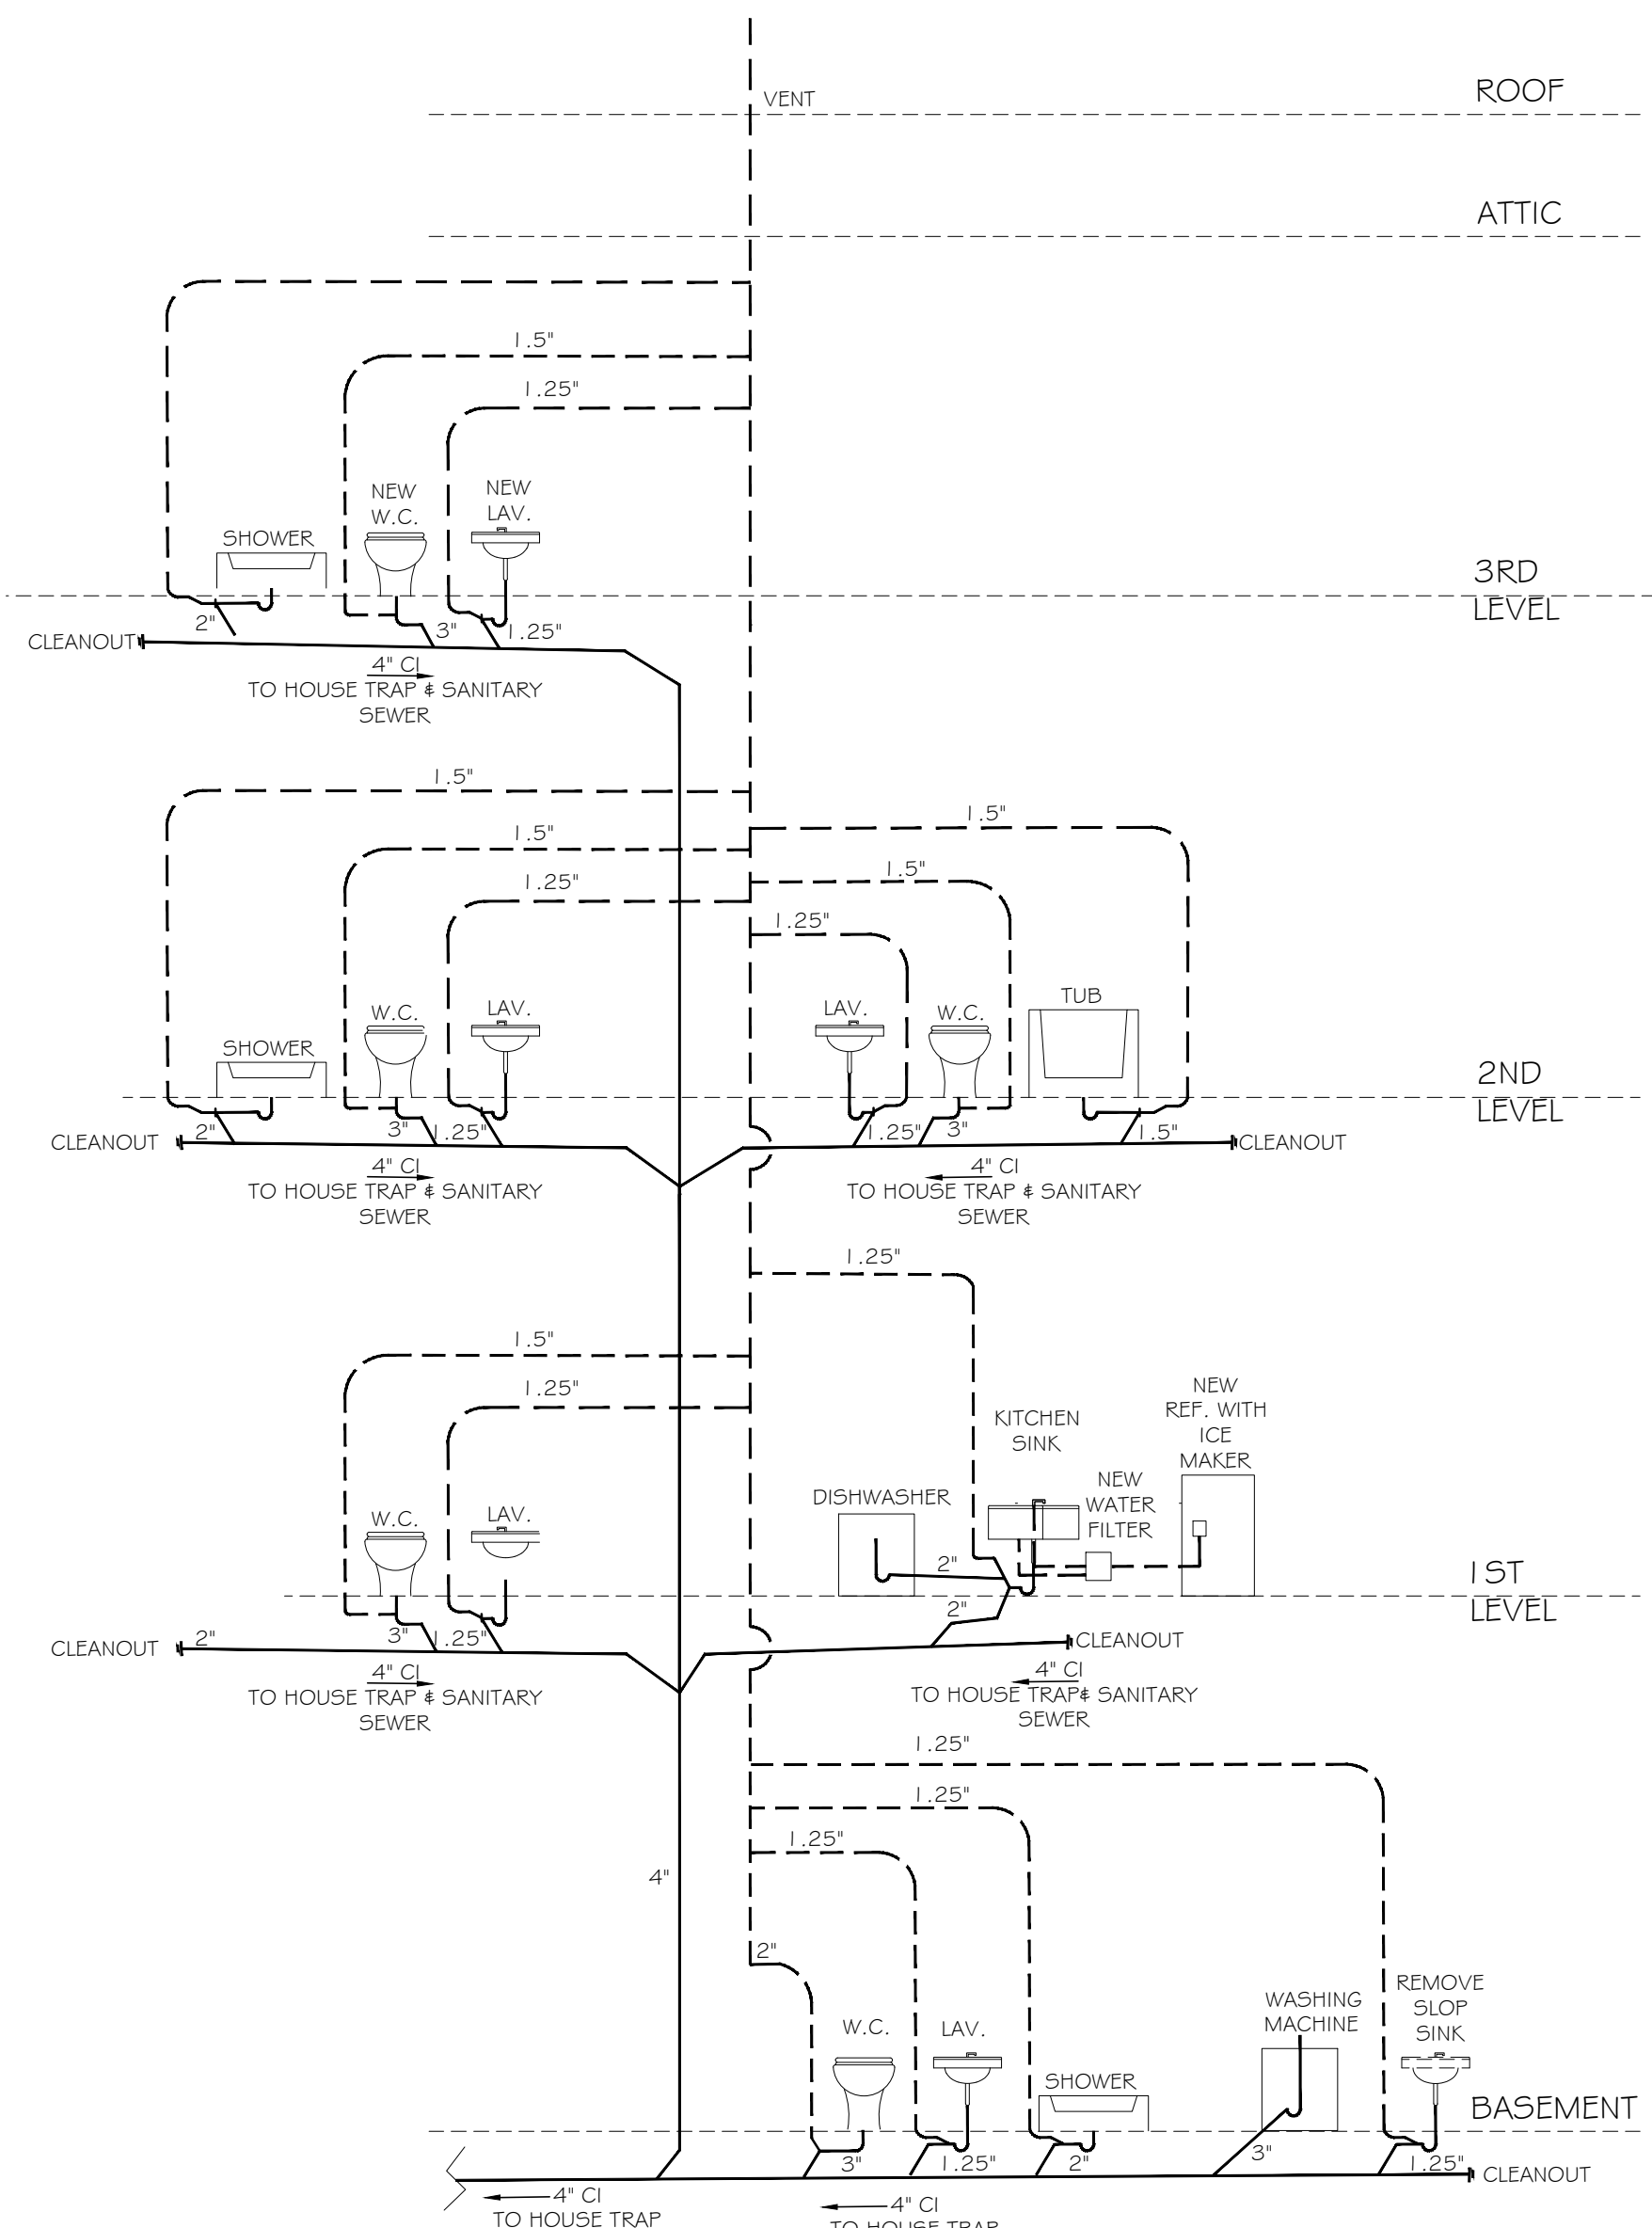 VENT
ROOF
ATTIC
1.5"
1.25"
NEW
W.C.
NEW
LAV.
SHOWER
3RD
LEVEL
2"
3"
1.25"
CLEANOUT
4" CI
TO HOUSE TRAP & SANITARY
SEWER
1.5"
1.5"
1.5"
1.5"
1.25"
1.25"
SHOWER
W.C.
LAV.
LAV.
W.C.
TUB
2ND
LEVEL
CLEANOUT
2"
3"
1.25"
1.25"
3"
1.5"
CLEANOUT
4" CI
TO HOUSE TRAP & SANITARY
SEWER
4" CI
TO HOUSE TRAP & SANITARY
SEWER
1.25"
1.5"
1.25"
W.C.
LAV.
DISHWASHER
KITCHEN
SINK
NEW
WATER
FILTER
NEW
REF. WITH
ICE
MAKER
2"
2"
1ST
LEVEL
CLEANOUT
2"
3"
1.25"
CLEANOUT
4" CI
TO HOUSE TRAP & SANITARY
SEWER
4" CI
TO HOUSE TRAP& SANITARY
SEWER
1.25"
1.25"
1.25"
4"
2"
W.C.
LAV.
SHOWER
WASHING
MACHINE
REMOVE
SLOP
SINK
BASEMENT
3"
1.25"
2"
3"
1.25"
CLEANOUT
4" CI
TO HOUSE TRAP
4" CI
TO HOUSE TRAP